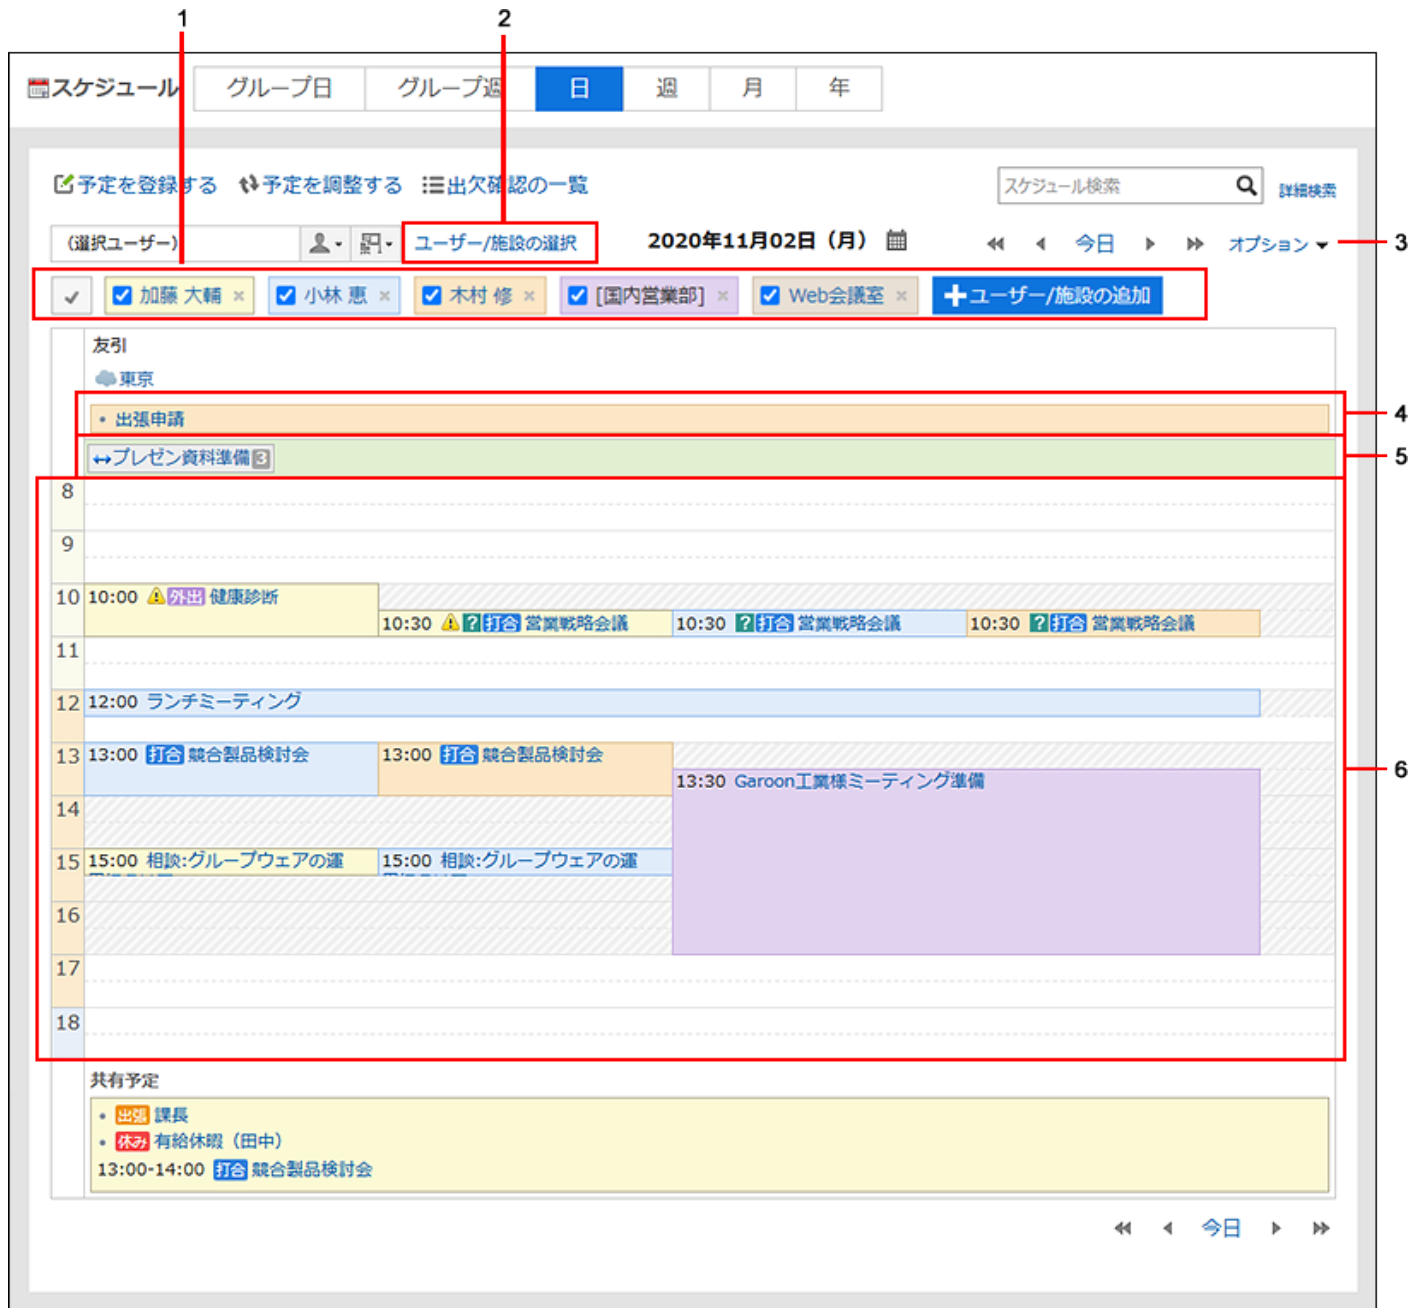 1 2
スケジュール グループ日 グループ週 日 週 月 年
予定を登録する 予定を調整する 出欠確認の一覧 スケジュール検索 詳細検索
(選択ユーザー) ユーザー/施設の選択 2020年11月02日（月） 今日 オプション 3
加藤 大輔 × 小林 恵 × 木村 修 × [国内営業部] × Web会議室 × +ユーザー/施設の追加
友引
東京
・出張申請 4
↔プレゼン資料準備3 5
8
9
10 10:00 外出 健康診断
10:30 ?打合 営業戦略会議 10:30 ?打合 営業戦略会議 10:30 ?打合 営業戦略会議
11
12 12:00 ランチミーティング
13 13:00 打合 競合製品検討会 13:00 打合 競合製品検討会
13:30 Garoon工業様ミーティング準備 6
14
15 15:00 相談:グループウェアの運 15:00 相談:グループウェアの運
16
17
18
共有予定
・出張 課長
・休み 有給休暇（田中）
13:00-14:00 打合 競合製品検討会
今日